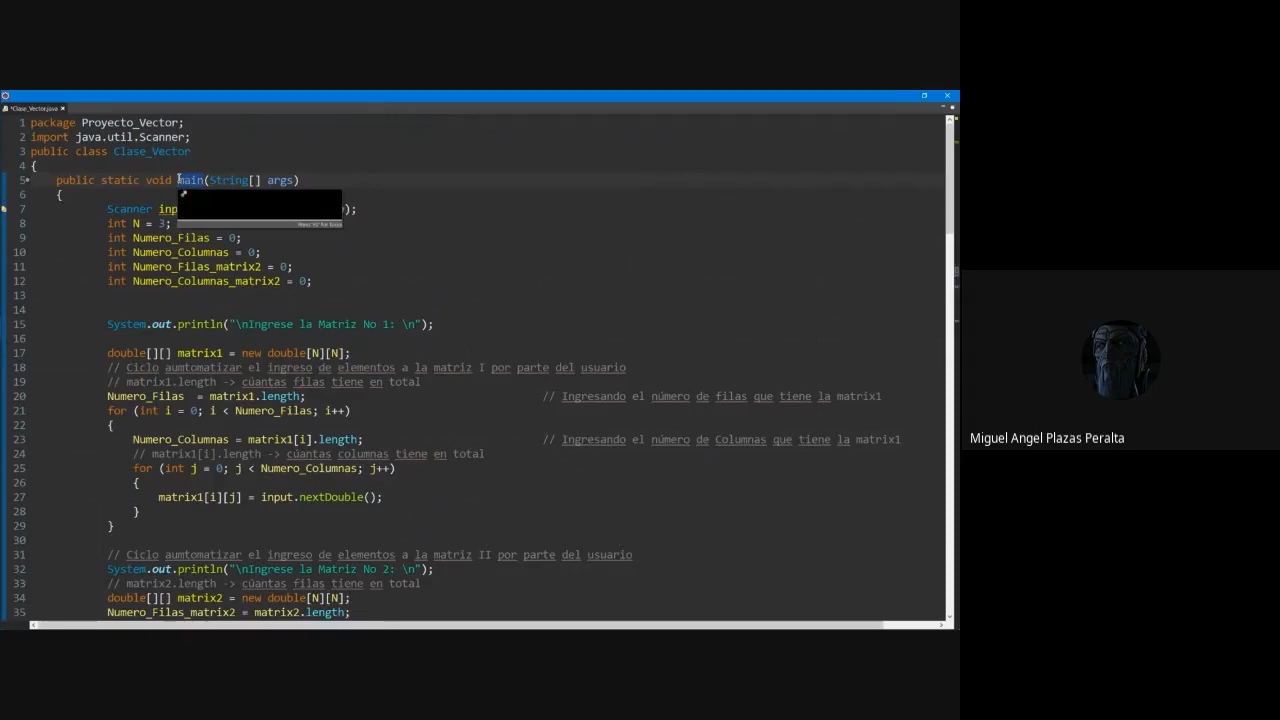 *Clase_Vector.java
1 package Proyecto_Vector;
2 import java.util.Scanner;
3 public class Clase_Vector
4 {
5 public static void main(String[] args)
6 {
7 Scanner inp );
Press 'F2' for focus
8 int N = 3;
9 int Numero_Filas = 0;
10 int Numero_Columnas = 0;
11 int Numero_Filas_matrix2 = 0;
12 int Numero_Columnas_matrix2 = 0;
13
14
15 System.out.println("\nIngrese la Matriz No 1: \n");
16
17 double[][] matrix1 = new double[N][N];
18 // Ciclo aumtomatizar el ingreso de elementos a la matriz I por parte del usuario
19 // matrix1.length -> cúantas filas tiene en total
20 Numero_Filas = matrix1.length; // Ingresando el número de filas que tiene la matrix1
21 for (int i = 0; i < Numero_Filas; i++)
22 {
23 Numero_Columnas = matrix1[i].length; // Ingresando el número de Columnas que tiene la matrix1
24 // matrix1[i].length -> cúantas columnas tiene en total
25 for (int j = 0; j < Numero_Columnas; j++)
26 {
27 matrix1[i][j] = input.nextDouble();
28 }
29 }
30
31 // Ciclo aumtomatizar el ingreso de elementos a la matriz II por parte del usuario
32 System.out.println("\nIngrese la Matriz No 2: \n");
33 // matrix2.length -> cúantas filas tiene en total
34 double[][] matrix2 = new double[N][N];
35 Numero_Filas_matrix2 = matrix2.length;
Miguel Angel Plazas Peralta